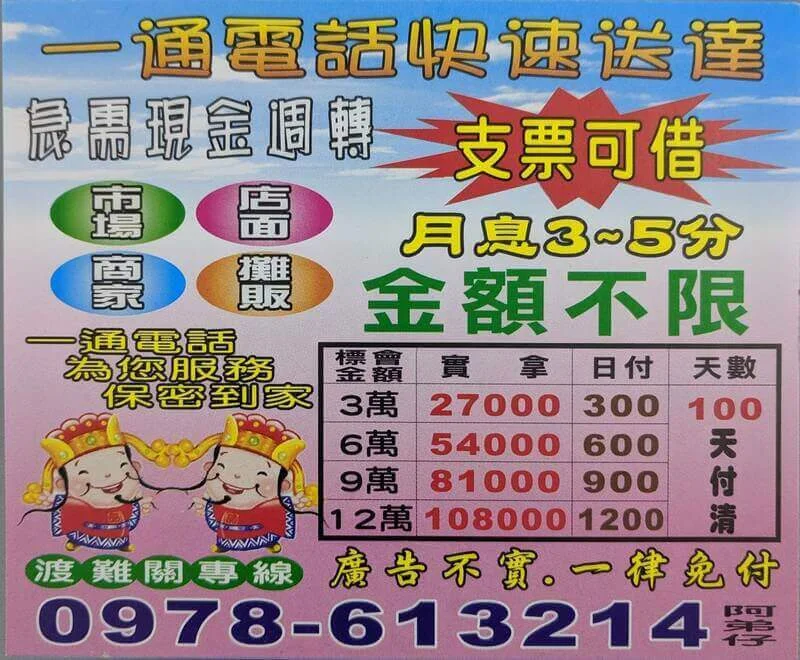 一通電話快速送達
急需現金週轉
支票可借
市場 店面
商家 攤販
月息3~5分
金額不限
一通電話
為您服務
保密到家
標會金額 實拿 日付 天數
3萬 27000 300 100
6萬 54000 600 天
9萬 81000 900 付
12萬 108000 1200 清
渡難關專線
廣告不實.一律免付
0978-613214 阿弟仔